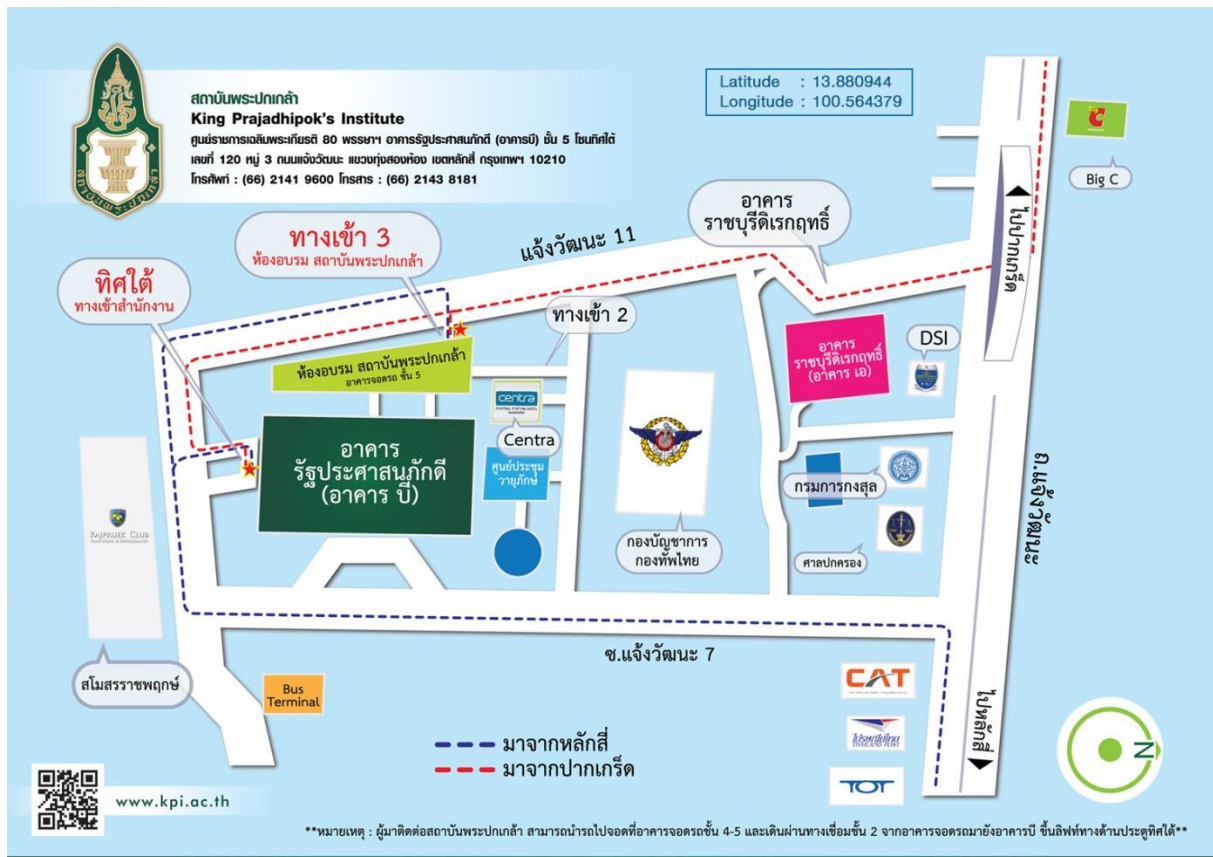 สถาบันพระปกเกล้า
King Prajadhipok's Institute
ศูนย์ราชการเฉลิมพระเกียรติ 80 พรรษาฯ อาคารรัฐประศาสนภักดี (อาคารบี) ชั้น 5 โซนทิศใต้
เลขที่ 120 หมู่ 3 ถนนแจ้งวัฒนะ แขวงทุ่งสองห้อง เขตหลักสี่ กรุงเทพฯ 10210
โทรศัพท์ : (66) 2141 9600 โทรสาร : (66) 2143 8181
สถาบันพระปกเกล้า
Latitude : 13.880944
Longitude : 100.564379
Big C
อาคาร
ราชบุรีดิเรกฤทธิ์
ไปปากเกร็ด
แจ้งวัฒนะ 11
ทางเข้า 3
ห้องอบรม สถาบันพระปกเกล้า
ทิศใต้
ทางเข้าสำนักงาน
ทางเข้า 2
ห้องอบรม สถาบันพระปกเกล้า
อาคารจอดรถ ชั้น 5
อาคาร
ราชบุรีดิเรกฤทธิ์
(อาคาร เอ)
DSI
centra
Centra
อาคาร
รัฐประศาสนภักดี
(อาคาร บี)
ศูนย์ประชุม
วายุภักษ์
กรมการกงสุล
ถ.แจ้งวัฒนะ
RAJPRUEK CLUB
กองบัญชาการ
กองทัพไทย
ศาลปกครอง
ซ.แจ้งวัฒนะ 7
สโมสรราชพฤกษ์
Bus
Terminal
CAT
ไปรษณีย์ไทย
THAILAND POST
TOT
ไปหลักสี่
N
มาจากหลักสี่
มาจากปากเกร็ด
www.kpi.ac.th
**หมายเหตุ : ผู้มาติดต่อสถาบันพระปกเกล้า สามารถนำรถไปจอดที่อาคารจอดรถชั้น 4-5 และเดินผ่านทางเชื่อมชั้น 2 จากอาคารจอดรถมายังอาคารบี ขึ้นลิฟท์ทางด้านประตูทิศใต้**